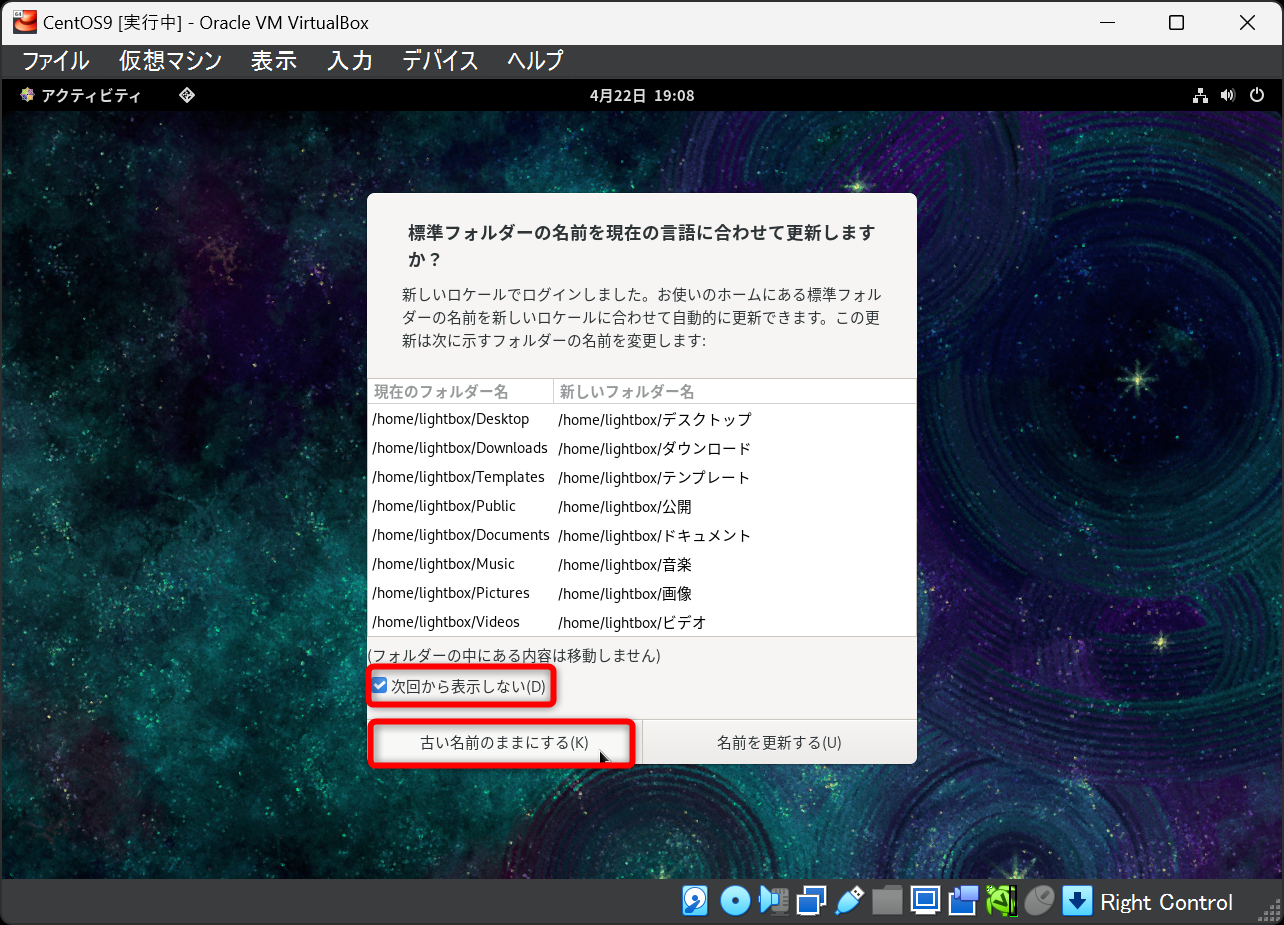 CentOS9 [実行中] - Oracle VM VirtualBox
ファイル 仮想マシン 表示 入力 デバイス ヘルプ
アクティビティ 4月22日 19:08
標準フォルダーの名前を現在の言語に合わせて更新します
か？
新しいロケールでログインしました。お使いのホームにある標準フォル
ダーの名前を新しいロケールに合わせて自動的に更新できます。この更
新は次に示すフォルダーの名前を変更します:
現在のフォルダー名 新しいフォルダー名
/home/lightbox/Desktop /home/lightbox/デスクトップ
/home/lightbox/Downloads /home/lightbox/ダウンロード
/home/lightbox/Templates /home/lightbox/テンプレート
/home/lightbox/Public /home/lightbox/公開
/home/lightbox/Documents /home/lightbox/ドキュメント
/home/lightbox/Music /home/lightbox/音楽
/home/lightbox/Pictures /home/lightbox/画像
/home/lightbox/Videos /home/lightbox/ビデオ
(フォルダーの中にある内容は移動しません)
次回から表示しない(D)
古い名前のままにする(K) 名前を更新する(U)
Right Control